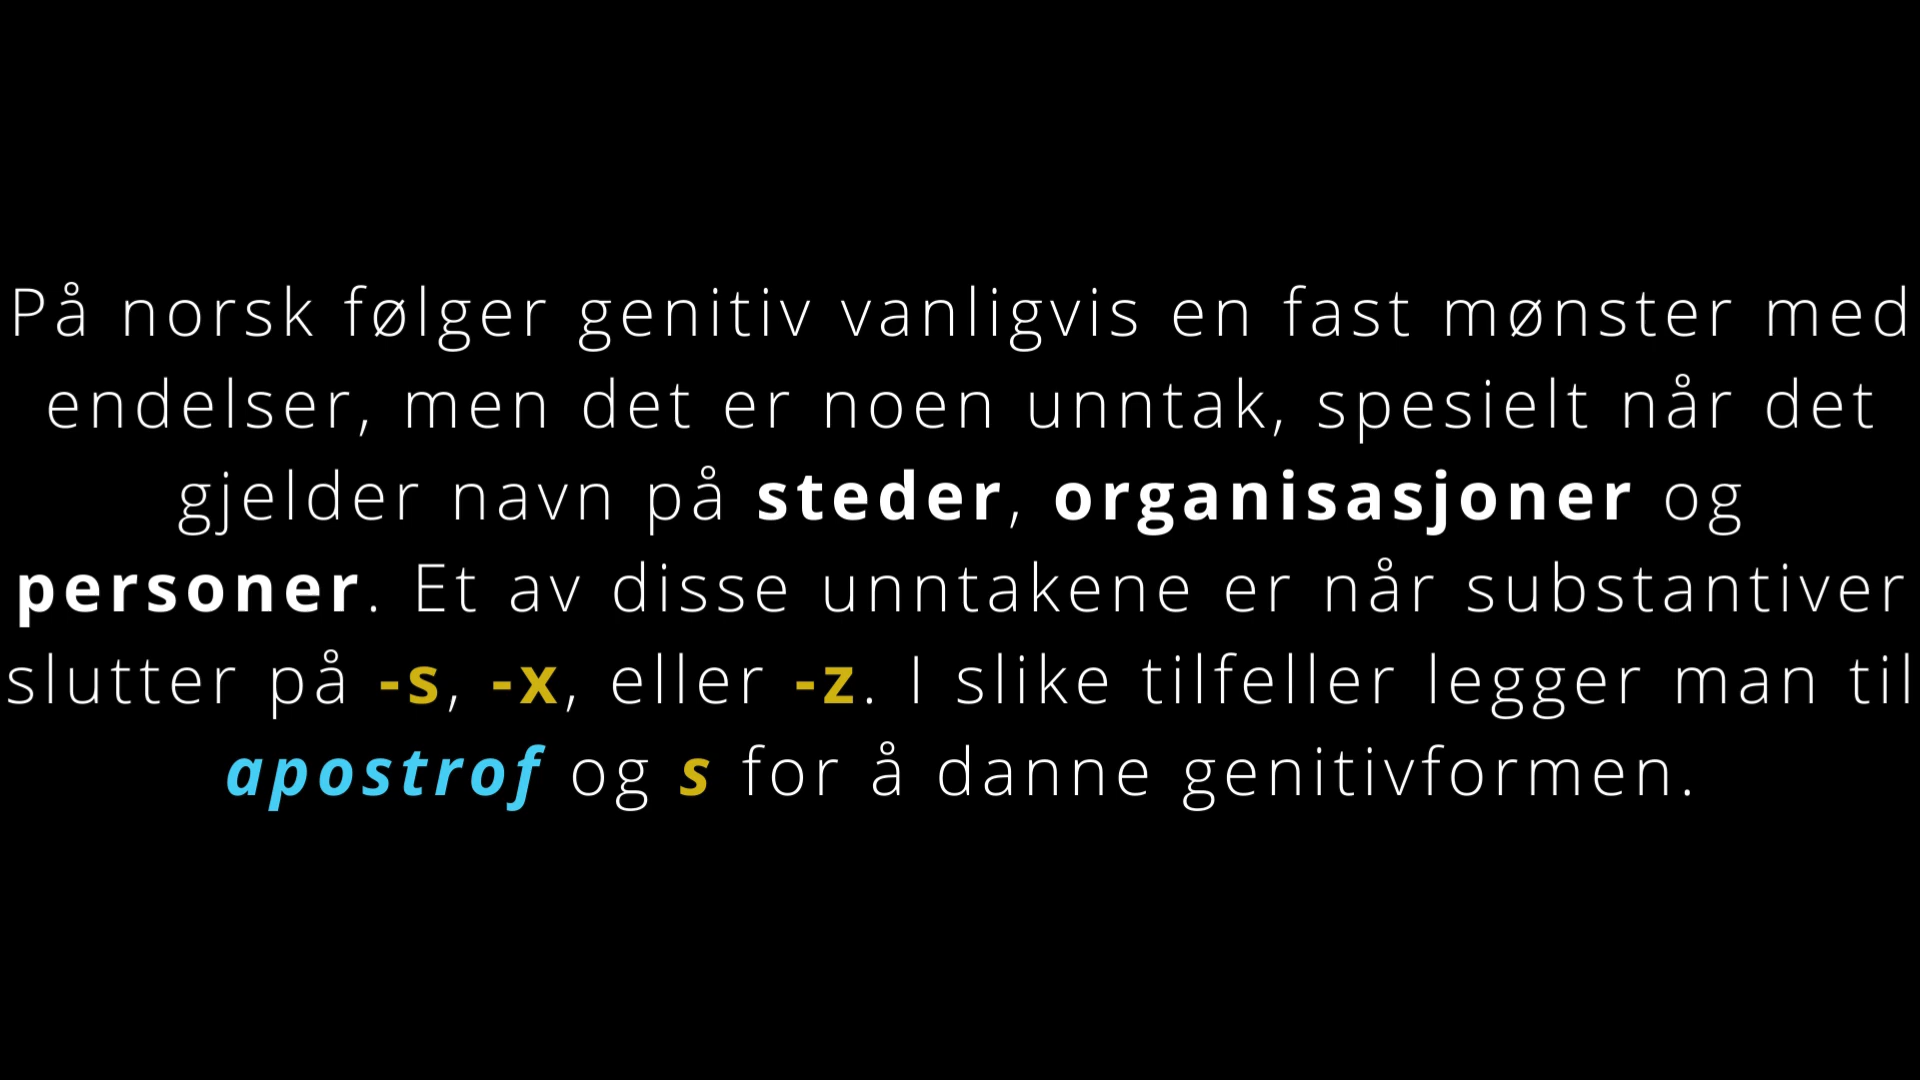 På norsk følger genitiv vanligvis en fast mønster med
endelser, men det er noen unntak, spesielt når det
gjelder navn på steder, organisasjoner og
personer. Et av disse unntakene er når substantiver
slutter på -s, -x, eller -z. I slike tilfeller legger man til
apostrof og s for å danne genitivformen.